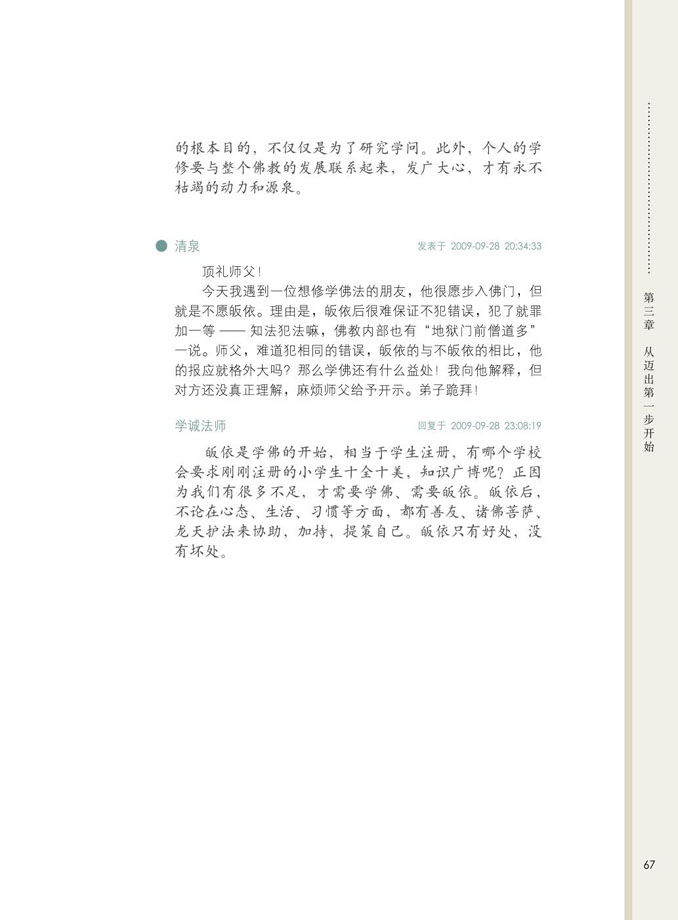 的根本目的，不仅仅是为了研究学问。此外，个人的学
修要与整个佛教的发展联系起来，发广大心，才有永不
枯竭的动力和源泉。
清泉 发表于 2009-09-28 20:34:33
顶礼师父！
今天我遇到一位想修学佛法的朋友，他很愿步入佛门，但
就是不愿皈依。理由是，皈依后很难保证不犯错误，犯了就罪
加一等 —— 知法犯法嘛，佛教内部也有“地狱门前僧道多”
一说。师父，难道犯相同的错误，皈依的与不皈依的相比，他
的报应就格外大吗？那么学佛还有什么益处！我向他解释，但
对方还没真正理解，麻烦师父给予开示。弟子跪拜！
学诚法师 回复于 2009-09-28 23:08:19
皈依是学佛的开始，相当于学生注册，有哪个学校
会要求刚刚注册的小学生十全十美，知识广博呢？正因
为我们有很多不足，才需要学佛、需要皈依。皈依后，
不论在心态、生活、习惯等方面，都有善友、诸佛菩萨、
龙天护法来协助，加持，提策自己。皈依只有好处，没
有坏处。
第三章 从迈出第一步开始
67